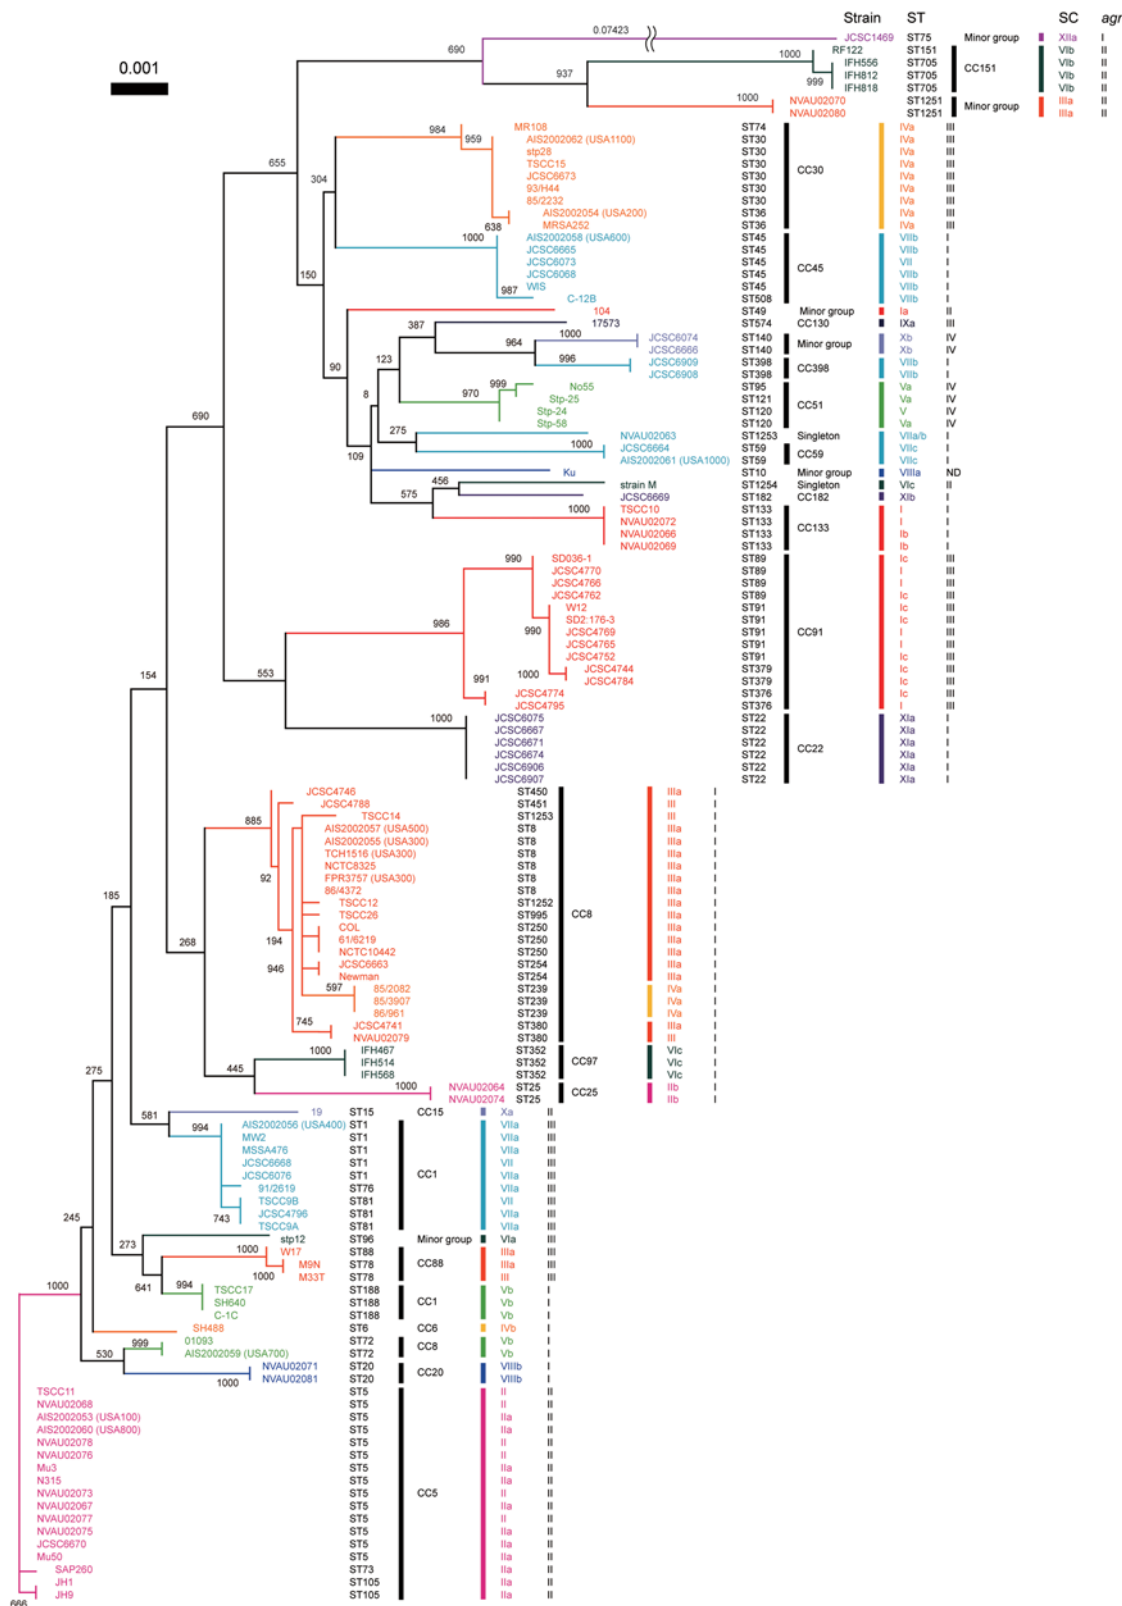 Strain ST SC agr
0.07423
JCSC1469 ST75 Minor group XIIa I
690
1000
RF122 ST151 VIb II
0.001
IFH556 ST705 VIb II
CC151
937
IFH812 ST705 VIb II
999
IFH818 ST705 VIb II
1000
NVAU02070 ST1251 IIIa II
Minor group
NVAU02080 ST1251 IIIa II
984
MR108 ST74 IVa III
959
AIS2002062 (USA1100) ST30 IVa III
stp28 ST30 IVa III
655
TSCC15 ST30 IVa III
CC30
304
JCSC6673 ST30 IVa III
93/H44 ST30 IVa III
85/2232 ST30 IVa III
AIS2002054 (USA200) ST36 IVa III
638
MRSA252 ST36 IVa III
1000
AIS2002058 (USA600) ST45 VIIb I
JCSC6665 ST45 VIIb I
JCSC6073 ST45 VII I
CC45
150
JCSC6068 ST45 VIIb I
987
WIS ST45 VIIb I
C-12B ST508 VIIb I
104 ST49 Minor group Ia II
387
17573 ST574 CC130 IXa III
1000
JCSC6074 ST140 Xb IV
Minor group
964
JCSC6666 ST140 Xb IV
123
996
JCSC6909 ST398 VIIb I
CC398
90
JCSC6908 ST398 VIIb I
999
No55 ST95 Va IV
8
970
Stp-25 ST121 Va IV
CC51
690
Stp-24 ST120 V IV
Stp-58 ST120 Va IV
275
NVAU02063 ST1253 Singleton VIIa/b I
1000
JCSC6664 ST59 VIIc I
CC59
109
AIS2002061 (USA1000) ST59 VIIc I
Ku ST10 Minor group VIIIa ND
456
strain M ST1254 Singleton VIc II
575
JCSC6669 ST182 CC182 XIb I
1000
TSCC10 ST133 I I
NVAU02072 ST133 I I
CC133
NVAU02066 ST133 Ib I
NVAU02069 ST133 Ib I
990
SD036-1 ST89 Ic III
JCSC4770 ST89 I III
JCSC4766 ST89 I III
JCSC4762 ST89 Ic III
W12 ST91 Ic III
SD2:176-3 ST91 Ic III
986
990
JCSC4769 ST91 I III
CC91
JCSC4765 ST91 I III
JCSC4752 ST91 Ic III
154
553
1000
JCSC4744 ST379 Ic III
JCSC4784 ST379 Ic III
991
JCSC4774 ST376 Ic III
JCSC4795 ST376 I III
1000
JCSC6075 ST22 XIa I
JCSC6667 ST22 XIa I
JCSC6671 ST22 XIa I
CC22
JCSC6674 ST22 XIa I
JCSC6906 ST22 XIa I
JCSC6907 ST22 XIa I
JCSC4746 ST450 IIIa I
JCSC4788 ST451 III I
885
TSCC14 ST1253 III I
AIS2002057 (USA500) ST8 IIIa I
AIS2002055 (USA300) ST8 IIIa I
TCH1516 (USA300) ST8 IIIa I
NCTC8325 ST8 IIIa I
92
FPR3757 (USA300) ST8 IIIa I
86/4372 ST8 IIIa I
185
TSCC12 ST1252 IIIa I
TSCC26 ST995 IIIa I
CC8
COL ST250 IIIa I
268
194
61/6219 ST250 IIIa I
NCTC10442 ST250 IIIa I
946
JCSC6663 ST254 IIIa I
Newman ST254 IIIa I
597
85/2082 ST239 IVa I
85/3907 ST239 IVa I
86/961 ST239 IVa I
745
JCSC4741 ST380 IIIa I
NVAU02079 ST380 III I
1000
IFH467 ST352 VIc I
IFH514 ST352 VIc I
CC97
445
IFH568 ST352 VIc I
275
1000
NVAU02064 ST25 IIb I
CC25
NVAU02074 ST25 IIb I
581
19 ST15 CC15 Xa II
994
AIS2002056 (USA400) ST1 VIIa III
MW2 ST1 VIIa III
MSSA476 ST1 VIIa III
JCSC6668 ST1 VII III
JCSC6076 ST1 VIIa III
CC1
91/2619 ST76 VIIa III
TSCC9B ST81 VII III
245
743
JCSC4796 ST81 VIIa III
TSCC9A ST81 VIIa III
stp12 ST96 Minor group VIa III
273
1000
W17 ST88 IIIa III
M9N ST78 IIIa III
CC88
1000
M33T ST78 III III
1000
641
994
TSCC17 ST188 Vb I
SH640 ST188 Vb I
CC1
C-1C ST188 Vb I
SH488 ST6 CC6 IVb I
999
01093 ST72 Vb I
CC8
530
AIS2002059 (USA700) ST72 Vb I
NVAU02071 ST20 VIIIb I
CC20
1000
NVAU02081 ST20 VIIIb I
TSCC11 ST5 II II
NVAU02068 ST5 II II
AIS2002053 (USA100) ST5 IIa II
AIS2002060 (USA800) ST5 IIa II
NVAU02078 ST5 II II
NVAU02076 ST5 II II
Mu3 ST5 IIa II
N315 ST5 IIa II
NVAU02073 ST5 CC5 II II
NVAU02067 ST5 IIa II
NVAU02077 ST5 II II
NVAU02075 ST5 IIa II
JCSC6670 ST5 IIa II
Mu50 ST5 IIa II
SAP260 ST73 IIa II
JH1 ST105 IIa II
JH9 ST105 IIa II
666